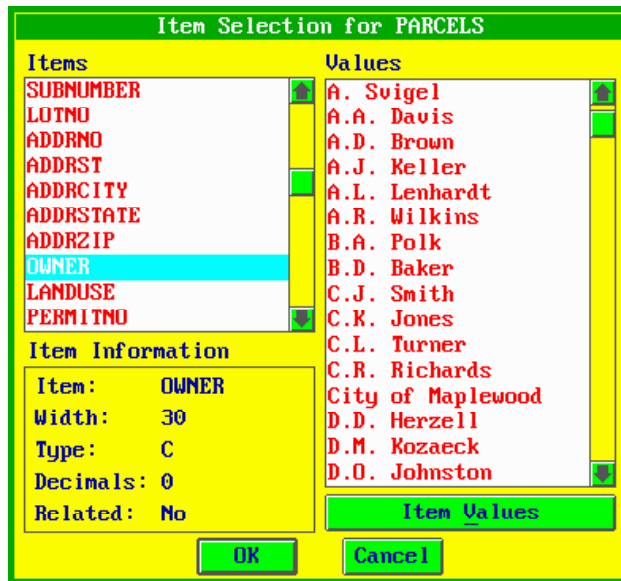 Item Selection for PARCELS
Items
SUBNUMBER
LOTNO
ADDRNO
ADDRST
ADDRCITY
ADDRSTATE
ADDRZIP
OWNER
LANDUSE
PERMITNO
Item Information
Item: OWNER
Width: 30
Type: C
Decimals: 0
Related: No
Values
A. Svigel
A.A. Davis
A.D. Brown
A.J. Keller
A.L. Lenhardt
A.R. Wilkins
B.A. Polk
B.D. Baker
C.J. Smith
C.K. Jones
C.L. Turner
C.R. Richards
City of Maplewood
D.D. Herzell
D.M. Kozaeck
D.O. Johnston
Item Values
OK
Cancel